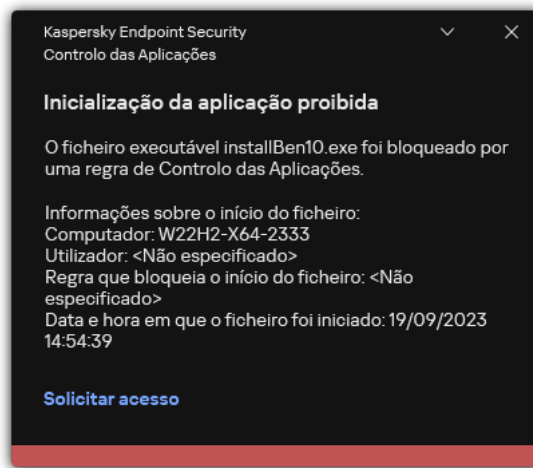 Kaspersky Endpoint Security
Controlo das Aplicações
Inicialização da aplicação proibida
O ficheiro executável installBen10.exe foi bloqueado por
uma regra de Controlo das Aplicações.
Informações sobre o início do ficheiro:
Computador: W22H2-X64-2333
Utilizador: <Não especificado>
Regra que bloqueia o início do ficheiro: <Não
especificado>
Data e hora em que o ficheiro foi iniciado: 19/09/2023
14:54:39
Solicitar acesso